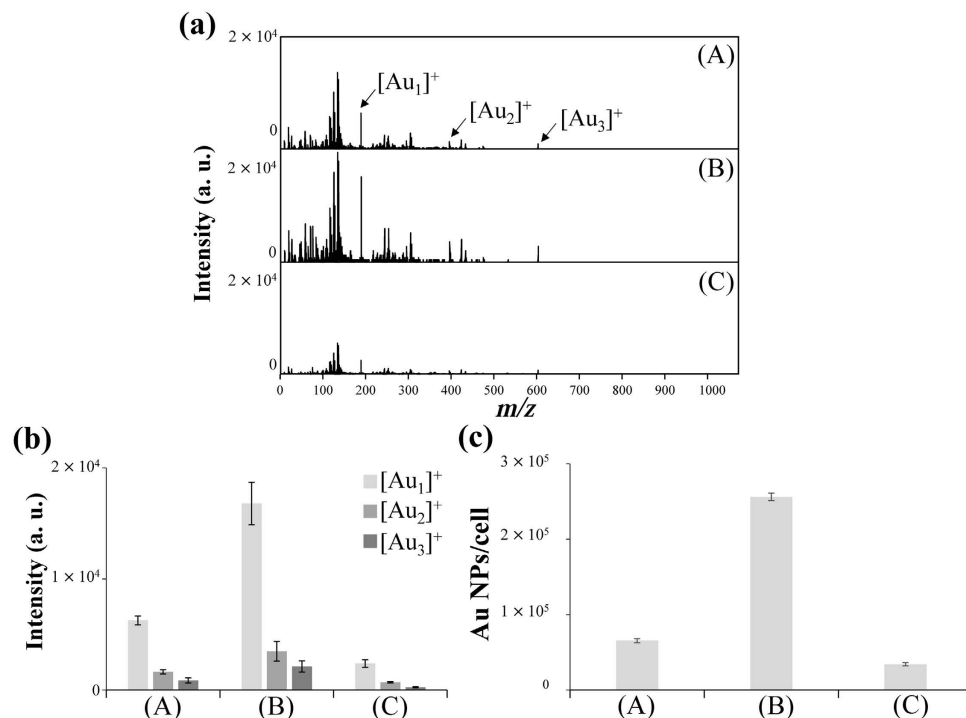 (a)
2 × 10⁴
(A)
[Au₁]⁺
[Au₂]⁺
[Au₃]⁺
0
2 × 10⁴
(B)
0
2 × 10⁴
(C)
0
Intensity (a. u.)
0 100 200 300 400 500 600 700 800 900 1000
m/z
(b)
2 × 10⁴
1 × 10⁴
0
Intensity (a. u.)
[Au₁]⁺
[Au₂]⁺
[Au₃]⁺
(A) (B) (C)
(c)
3 × 10⁵
2 × 10⁵
1 × 10⁵
0
Au NPs/cell
(A) (B) (C)